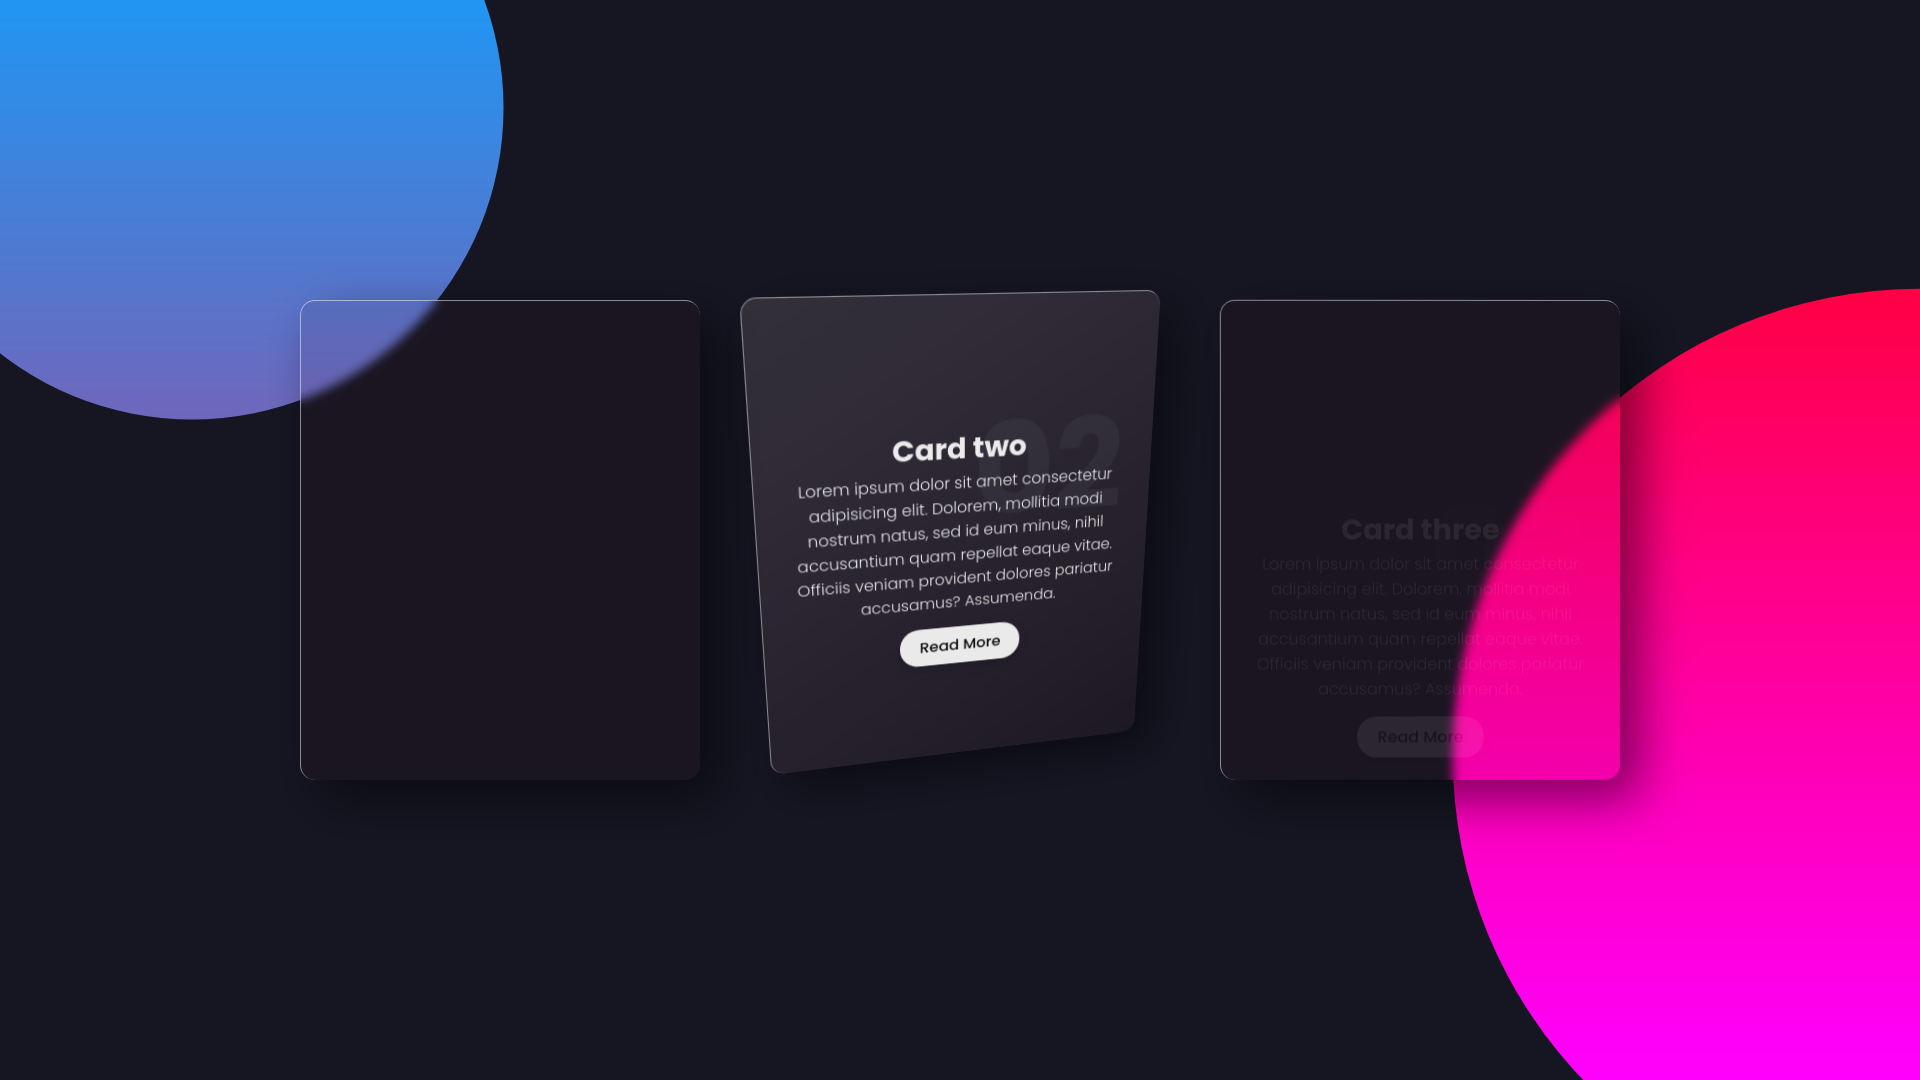 02
Card two
Lorem ipsum dolor sit amet consectetur
adipisicing elit. Dolorem, mollitia modi
nostrum natus, sed id eum minus, nihil
accusantium quam repellat eaque vitae.
Officiis veniam provident dolores pariatur
accusamus? Assumenda.
Read More
Card three
Lorem ipsum dolor sit amet consectetur
adipisicing elit. Dolorem, mollitia modi
nostrum natus, sed id eum minus, nihil
accusantium quam repellat eaque vitae.
Officiis veniam provident dolores pariatur
accusamus? Assumenda.
Read More